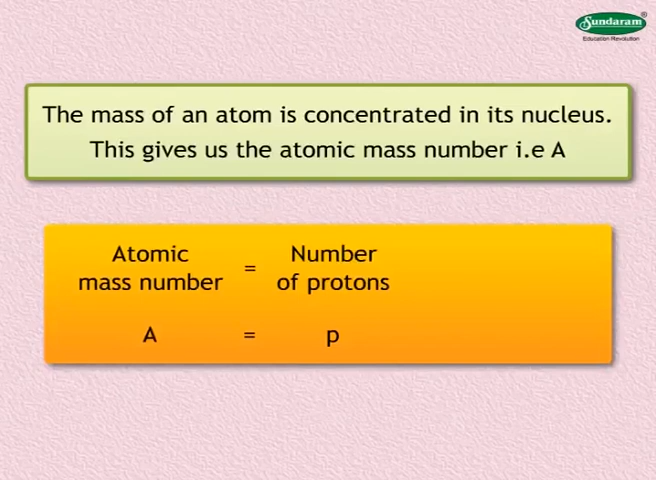 Sundaram®
Education Revolution
The mass of an atom is concentrated in its nucleus.
This gives us the atomic mass number i.e A
Atomic
mass number = Number
of protons
A = p